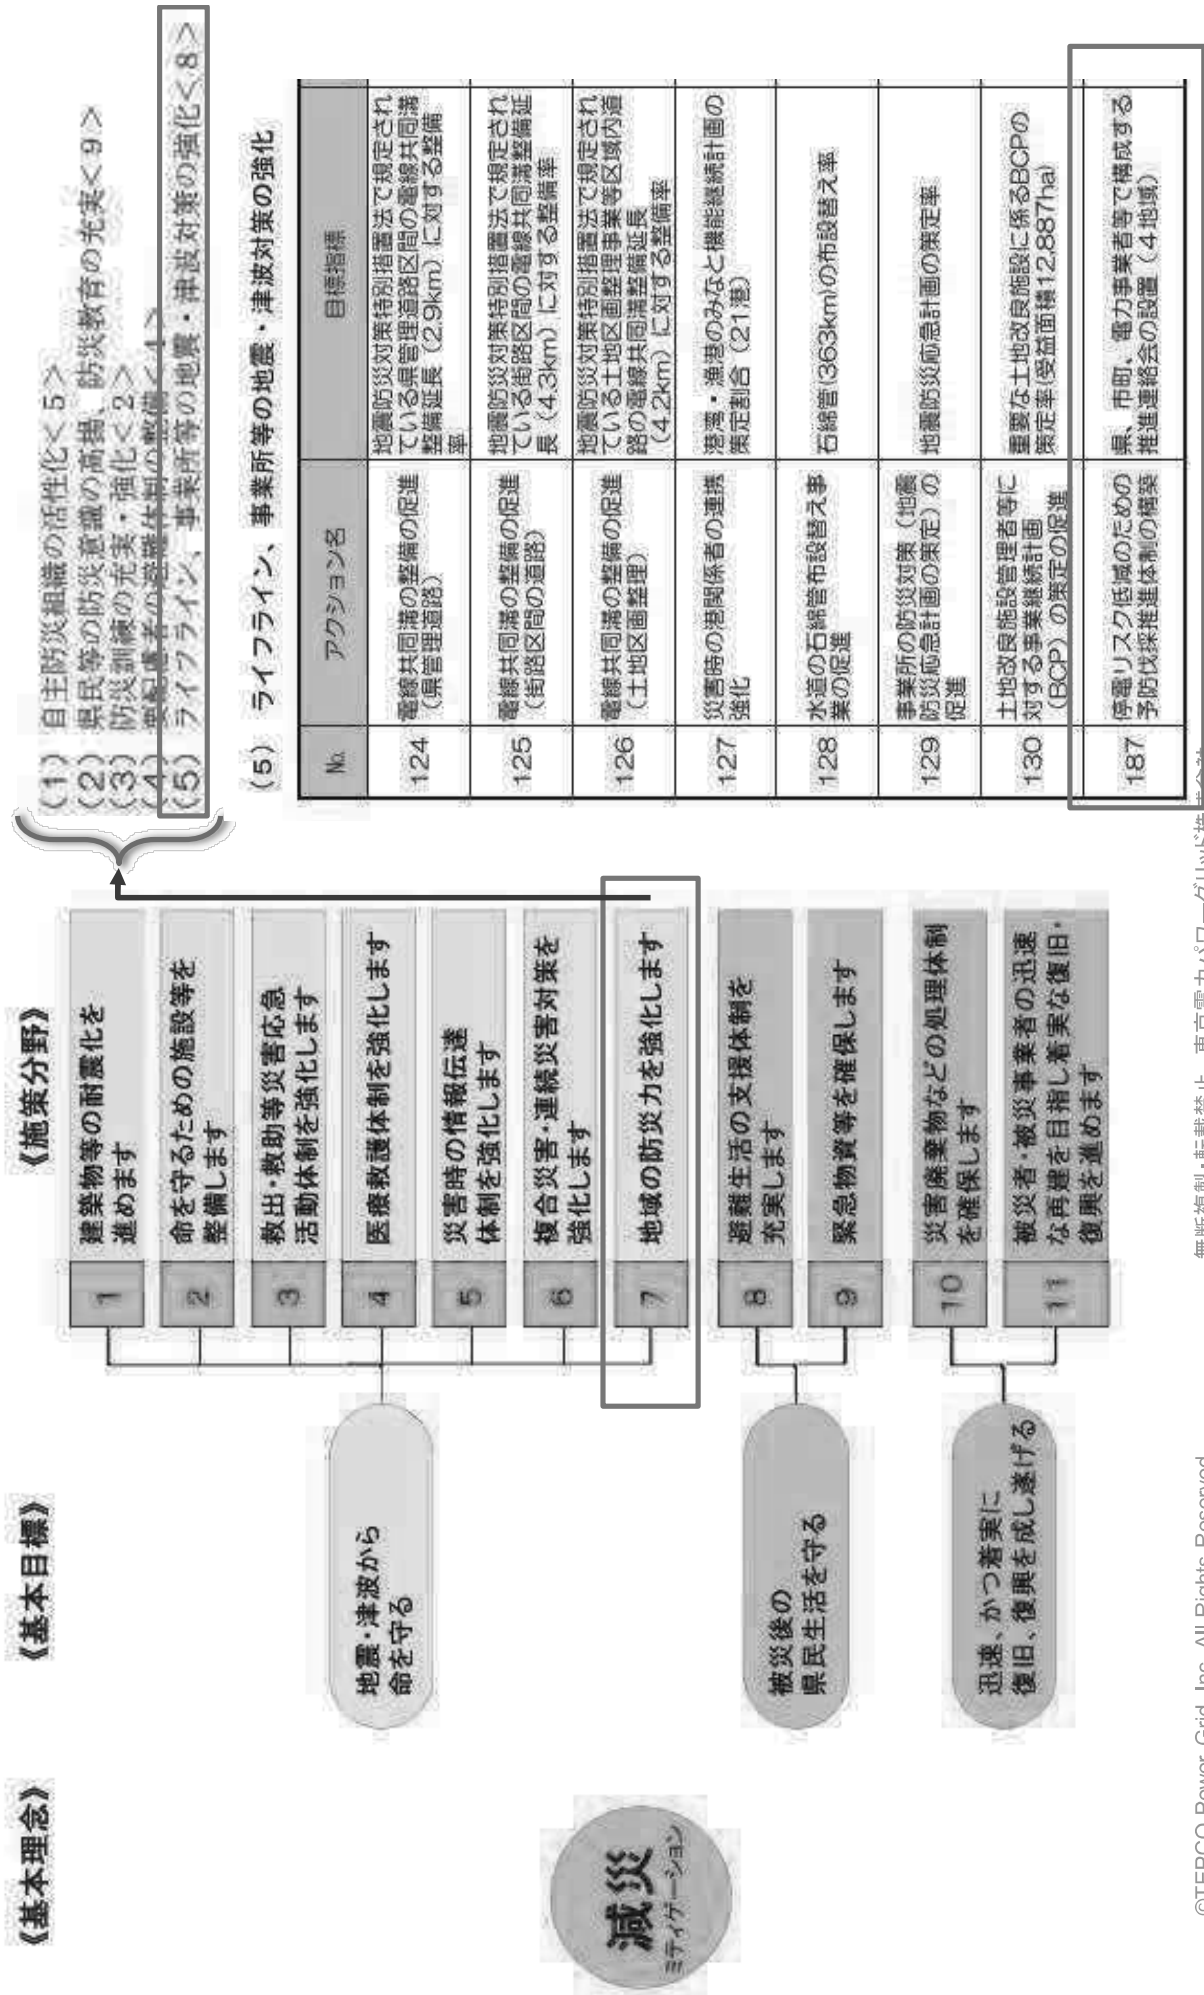 《基本理念》
《基本目標》
《施策分野》
減災
ミティゲーション
地震・津波から
命を守る
被災後の
県民生活を守る
迅速、かつ着実に
復旧、復興を成し遂げる
1
建築物等の耐震化を
進めます
2
命を守るための施設等を
整備します
3
救出・救助等災害応急
活動体制を強化します
4
医療救護体制を強化します
5
災害時の情報伝達
体制を強化します
6
複合災害・連続災害対策を
強化します
7
地域の防災力を強化します
8
避難生活の支援体制を
充実します
9
緊急物資等を確保します
10
災害廃棄物などの処理体制
を確保します
11
被災者・被災事業者の迅速
な再建を目指し着実な復旧・
復興を進めます
(1) 自主防災組織の活性化<5>
(2) 県民等の防災意識の高揚、防災教育の充実<9>
(3) 防災訓練の充実・強化<2>
(4) 要配慮者の避難体制の整備<4>
(5) ライフライン、事業所等の地震・津波対策の強化<8>
(5) ライフライン、事業所等の地震・津波対策の強化
No. アクション名 目標指標
124
電線共同溝の整備の促進
(県管理道路)
地震防災対策特別措置法で規定され
ている県管理道路区間の電線共同溝
整備延長(2.9km)に対する整備
率
125
電線共同溝の整備の促進
(街路区間の道路)
地震防災対策特別措置法で規定され
ている街路区間の電線共同溝整備延
長(4.3km)に対する整備率
126
電線共同溝の整備の促進
(土地区画整理)
地震防災対策特別措置法で規定され
ている土地区画整理事業等区域内道
路の電線共同溝整備延長
(4.2km)に対する整備率
127
災害時の港関係者の連携
強化
港湾・漁港のみなと機能継続計画の
策定割合(21港)
128
水道の石綿管布設替え事
業の促進
石綿管(363km)の布設替え率
129
事業所の防災対策(地震
防災応急計画の策定)の
促進
地震防災応急計画の策定率
130
土地改良施設管理者等に
対する事業継続計画
(BCP)の策定の促進
重要な土地改良施設に係るBCPの
策定率(受益面積12,887ha)
187
停電リスク低減のための
予防伐採推進体制の構築
県、市町、電力事業者等で構成する
推進連絡会の設置(4地域)
©TEPCO Power Grid, Inc. All Rights Reserved
無断複製・転載禁止 東京電力パワーグリッド株式会社